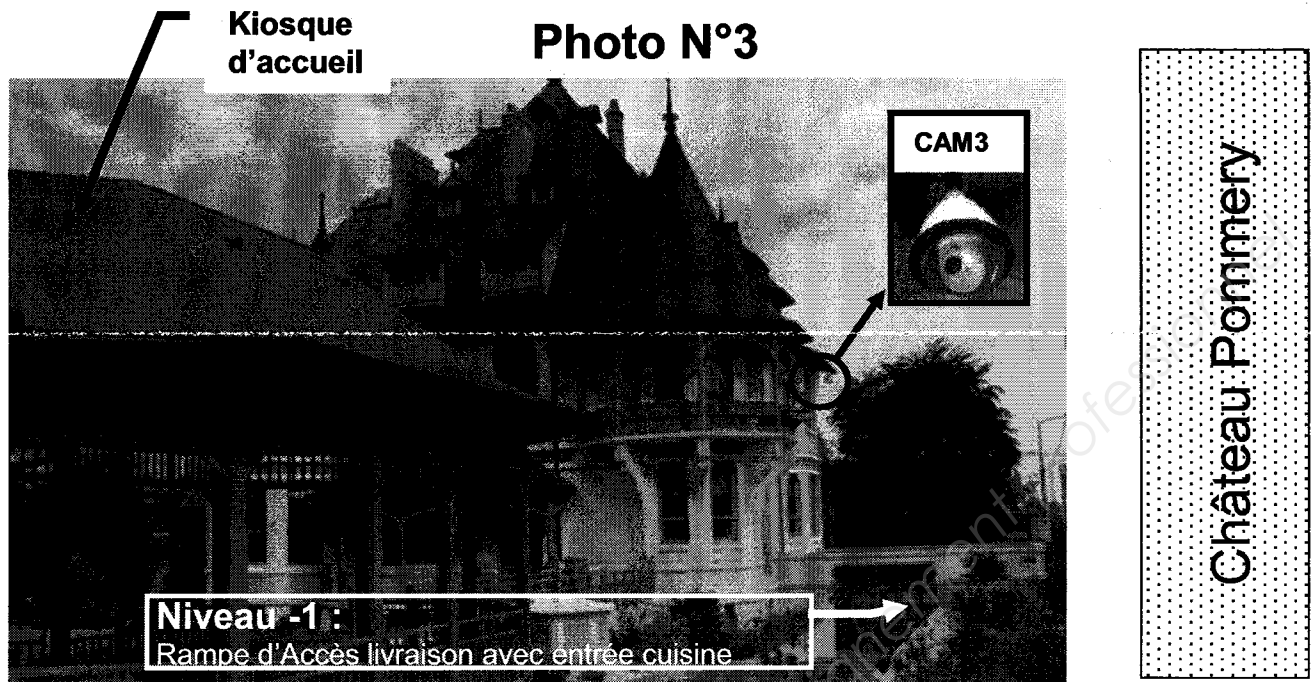 Kiosque
d'accueil
Photo N°3
CAM3
Niveau -1 :
Rampe d'Accès livraison avec entrée cuisine
Château Pommery